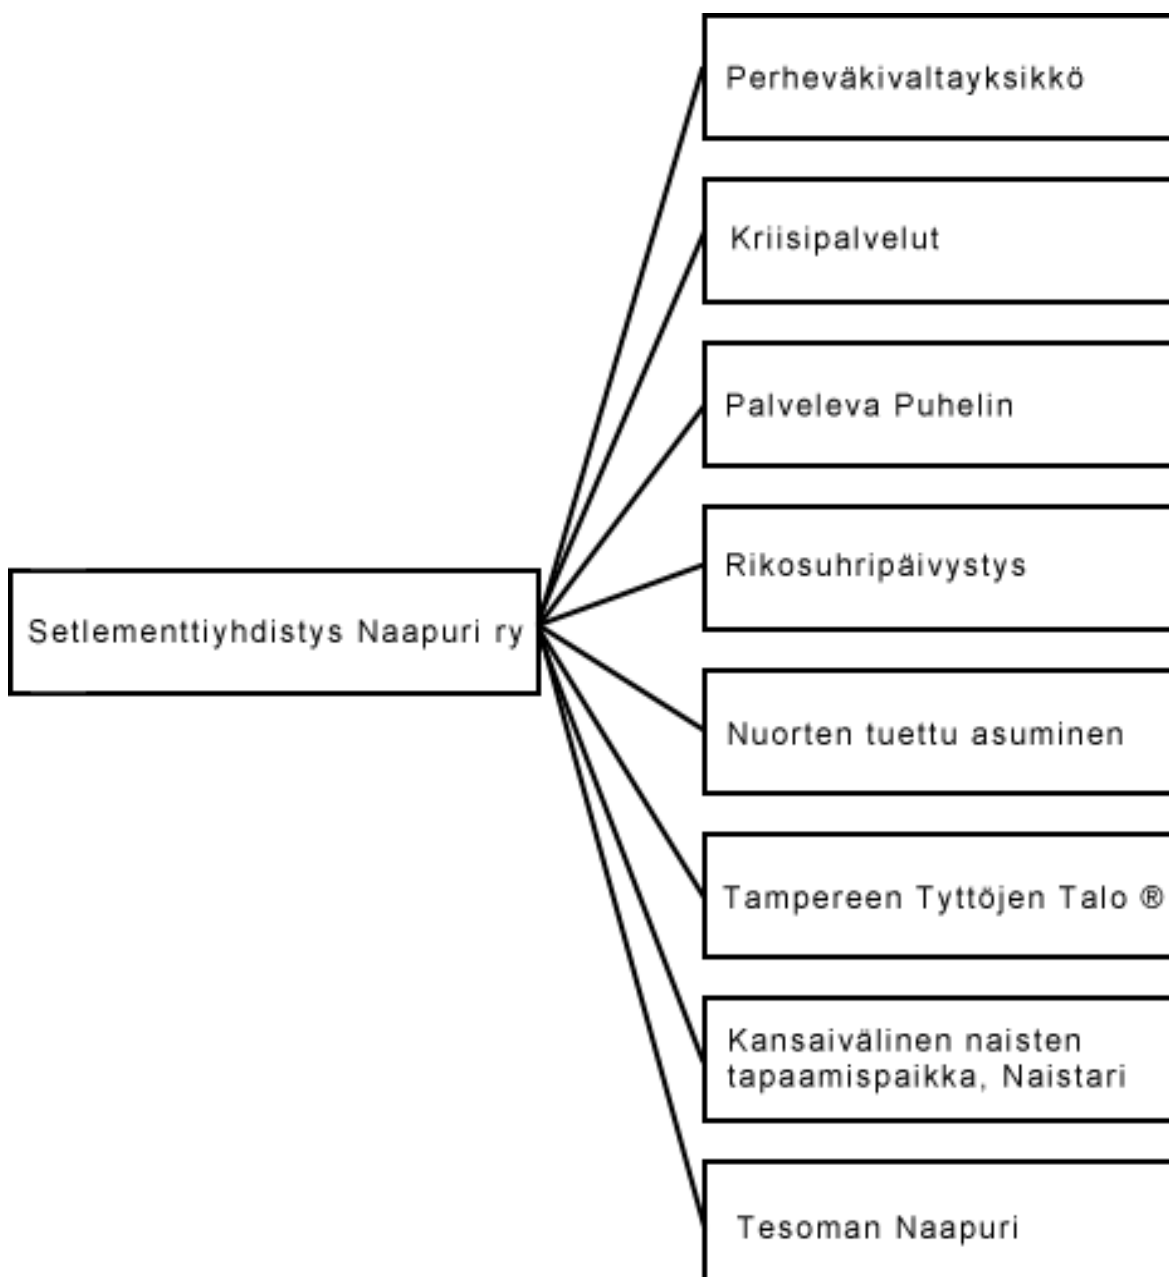 Perheväkivaltayksikkö
Kriisipalvelut
Palveleva Puhelin
Rikosuhripäivystys
Setlementtiyhdistys Naapuri ry
Nuorten tuettu asuminen
Tampereen Tyttöjen Talo ®
Kansaivälinen naisten
tapaamispaikka, Naistari
Tesoman Naapuri